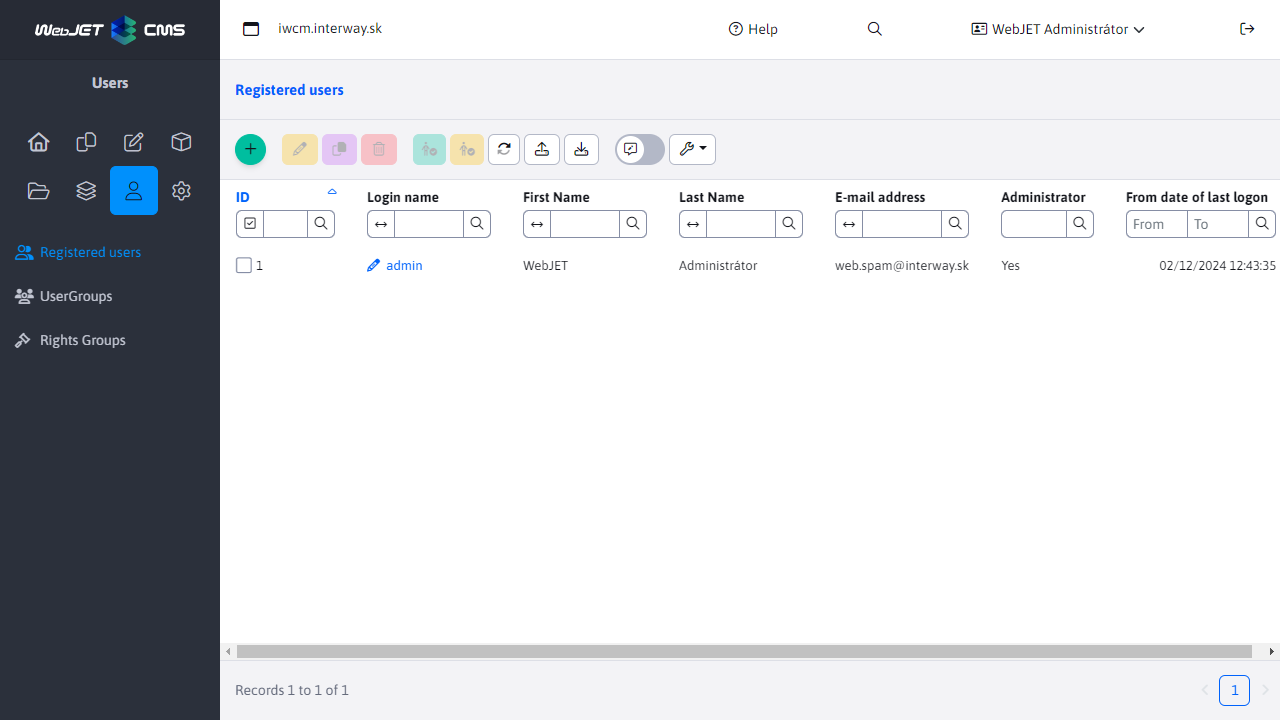 WebJET CMS
iwcm.interway.sk
Help
WebJET Administrátor
Users
Registered users
UserGroups
Rights Groups
Registered users
ID
Login name
First Name
Last Name
E-mail address
Administrator
From date of last logon
From
To
1
admin
WebJET
Administrátor
web.spam@interway.sk
Yes
02/12/2024 12:43:35
Records 1 to 1 of 1
1